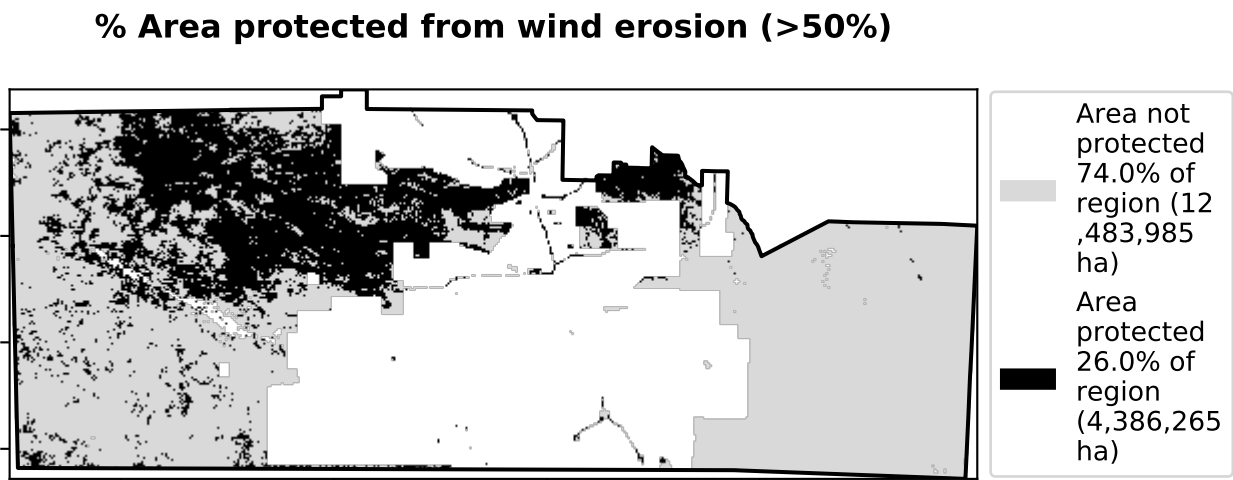 % Area protected from wind erosion (>50%)
Area not
protected
74.0% of
region (12
,483,985
ha)
Area
protected
26.0% of
region
(4,386,265
ha)